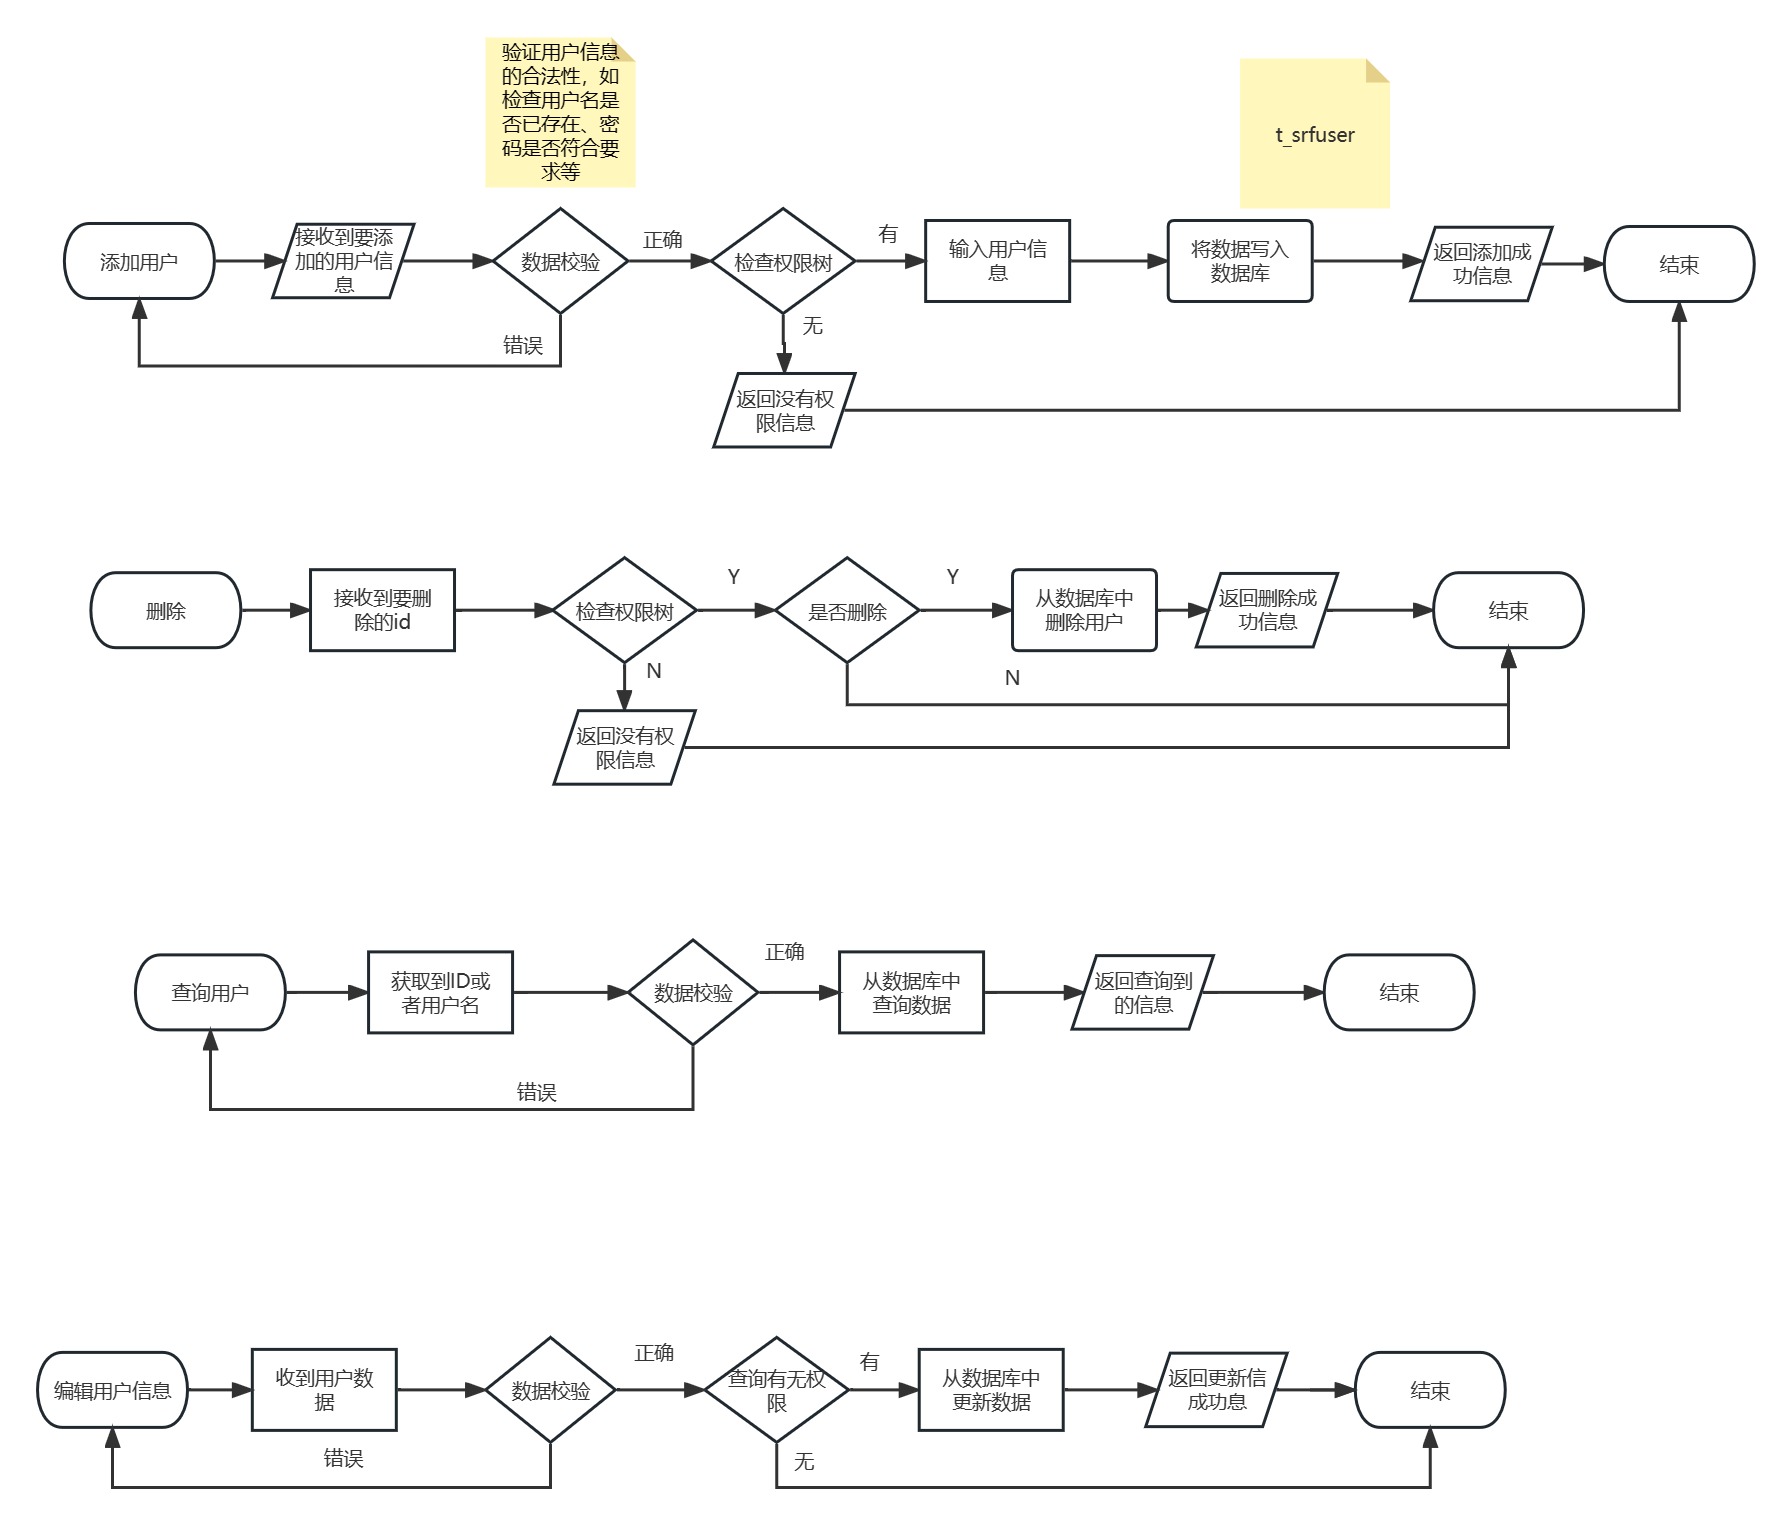 验证用户信息
的合法性，如
检查用户名是
否已存在、密
码是否符合要
求等
t_srfuser
添加用户
接收到要添
加的用户信
息
数据校验
正确
检查权限树
有
输入用户信
息
将数据写入
数据库
返回添加成
功信息
结束
错误
无
返回没有权
限信息
删除
接收到要删
除的id
检查权限树
Y
是否删除
Y
从数据库中
删除用户
返回删除成
功信息
结束
N
N
返回没有权
限信息
查询用户
获取到ID或
者用户名
数据校验
正确
从数据库中
查询数据
返回查询到
的信息
结束
错误
编辑用户信息
收到用户数
据
数据校验
正确
查询有无权
限
有
从数据库中
更新数据
返回更新信
成功息
结束
错误
无